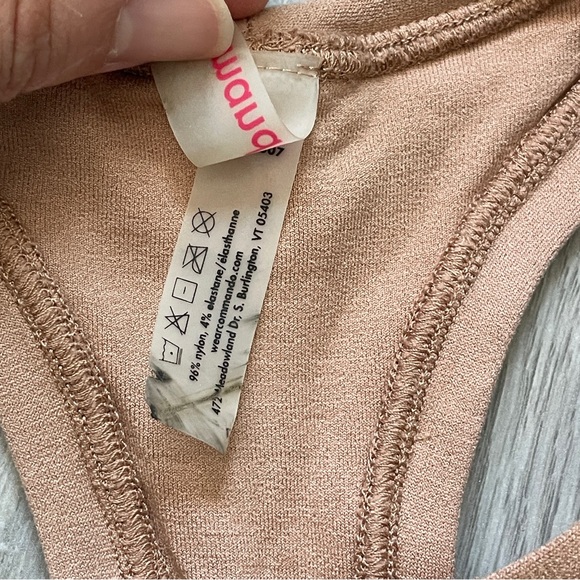 96% nylon, 4% elastane/élasthanne
wearcommando.com
472 Meadowland Dr, S. Burlington, VT 05403